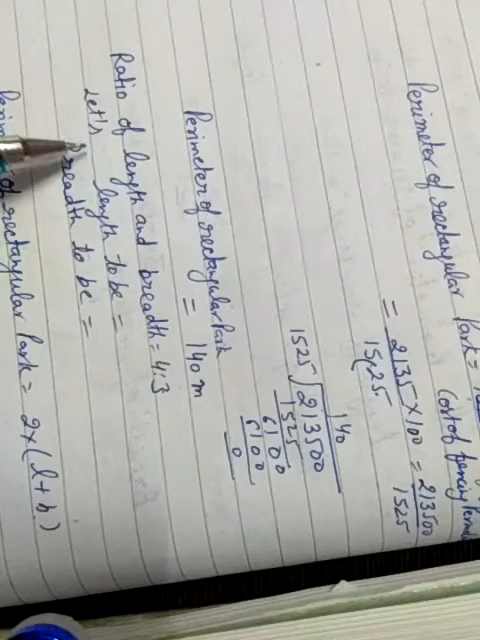 Perimeter of rectangular Park =
Cost of fencing
= 2135 × 100 = 213500
15.25 1525
140
1525 ) 213500
1525
6100
6100
0
Perimeter of rectangular Park
= 140 m
Ratio of length and breadth = 4:3
Let's length to be =
breadth to be =
of rectangular Park = 2×(l+b)